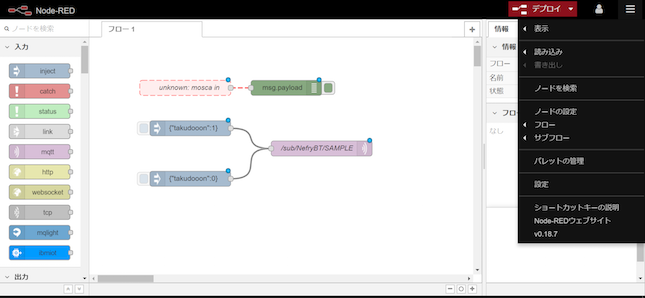 Node-RED
デプロイ
ノードを検索
フロー 1
情報
表示
入力
情報
読み込み
inject
フロー
書き出し
catch
unknown: mosca in
msg.payload
名前
ノードを検索
status
状態
ノードの設定
link
{"takudooon":1}
フロー
フロー
mqtt
/sub/NefryBT/SAMPLE
なし
サブフロー
http
パレットの管理
websocket
{"takudooon":0}
設定
tcp
ショートカットキーの説明
mqlight
Node-REDウェブサイト
v0.18.7
出力